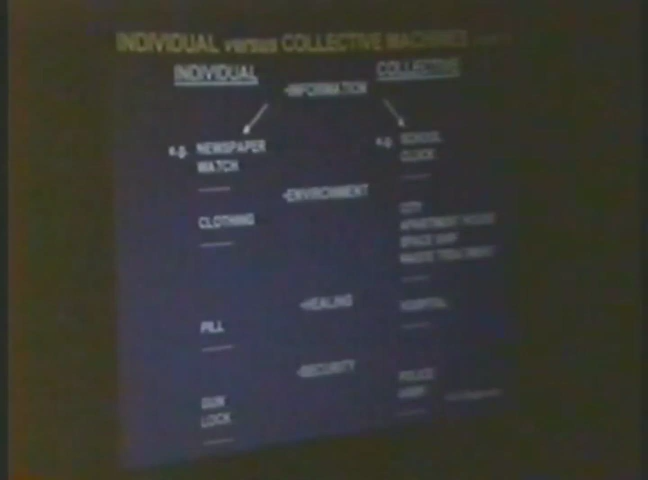 INDIVIDUAL versus COLLECTIVE MACHINES
INDIVIDUAL COLLECTIVE
•INFORMATION
e.g. NEWSPAPER
WATCH
e.g. SCHOOL
CLOCK
•ENVIRONMENT
CLOTHING
CITY
APARTMENT HOUSE
SPACE SHIP
WASTE TREATMENT
•HEALING
PILL
HOSPITAL
•SECURITY
GUN
LOCK
POLICE
ARMY